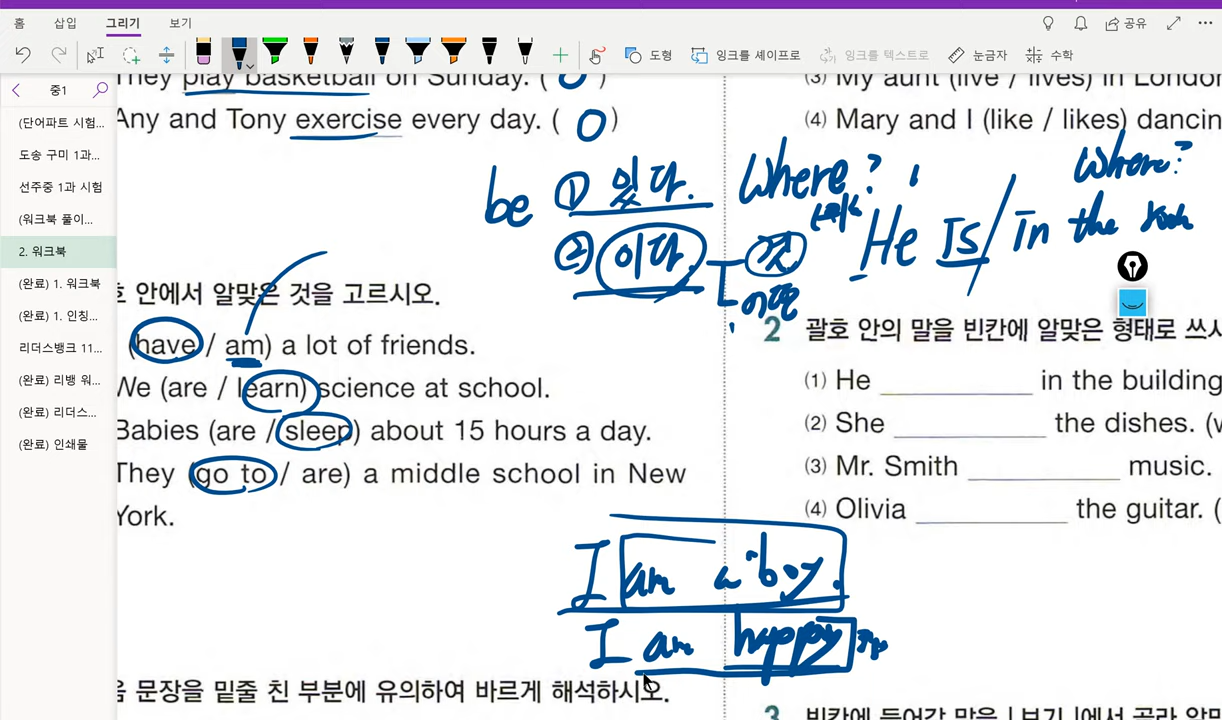 홈 삽입 그리기 보기
공유
도형 잉크를 셰이프로 잉크를 텍스트로 눈금자 수학
중1
(단어파트 시험...
도송 구미 1과...
선주중 1과 시험
(워크북 풀이...
2. 워크북
(완료) 1. 워크북
(완료) 1. 인칭...
리더스뱅크 11...
(완료) 리뱅 워...
(완료) 리더스...
(완료) 인쇄물
They play basketball on Sunday. ( O )
Any and Tony exercise every day. ( O )
be ① 있다. Where?
② 이다. 것
호 안에서 알맞은 것을 고르시오.
(have / am) a lot of friends.
We (are / learn) science at school.
Babies (are / sleep) about 15 hours a day.
They (go to / are) a middle school in New
York.
I am a boy.
I am happy
음 문장을 밑줄 친 부분에 유의하여 바르게 해석하시오.
(3) My aunt (live / lives) in London
(4) Mary and I (like / likes) dancin
Where?
He is / in the
2 괄호 안의 말을 빈칸에 알맞은 형태로 쓰시
(1) He ________ in the building
(2) She ________ the dishes. (w
(3) Mr. Smith ________ music.
(4) Olivia ________ the guitar. (
3 빈칸에 들어갈 말을 「보기」에서 골라 알맞